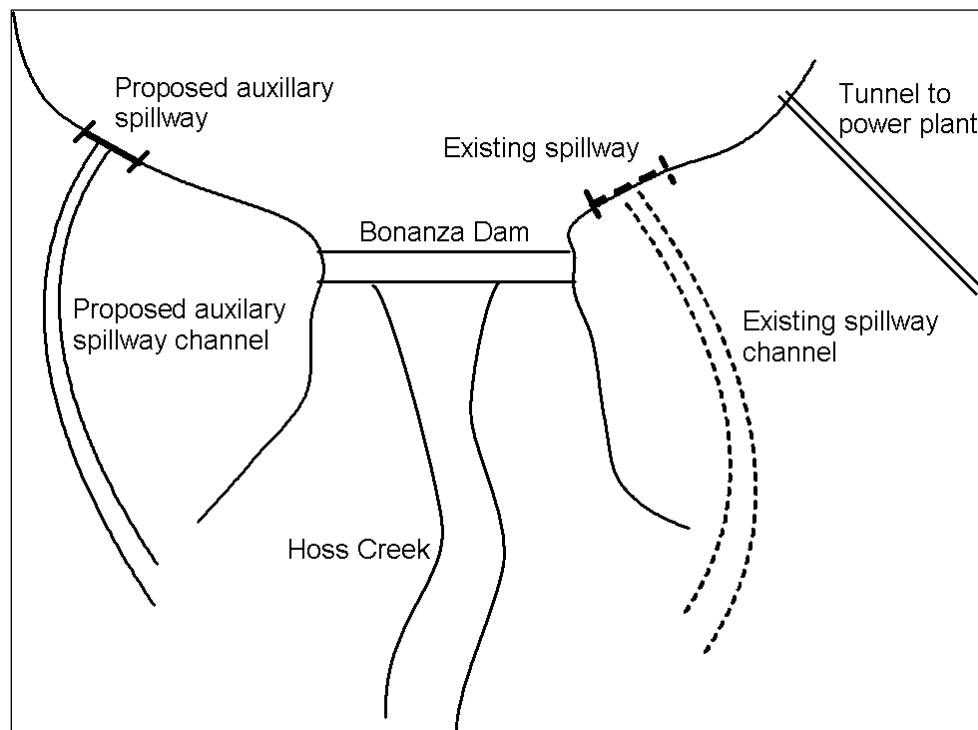 Proposed auxillary
spillway
Tunnel to
power plant
Existing spillway
Bonanza Dam
Proposed auxilary
spillway channel
Existing spillway
channel
Hoss Creek